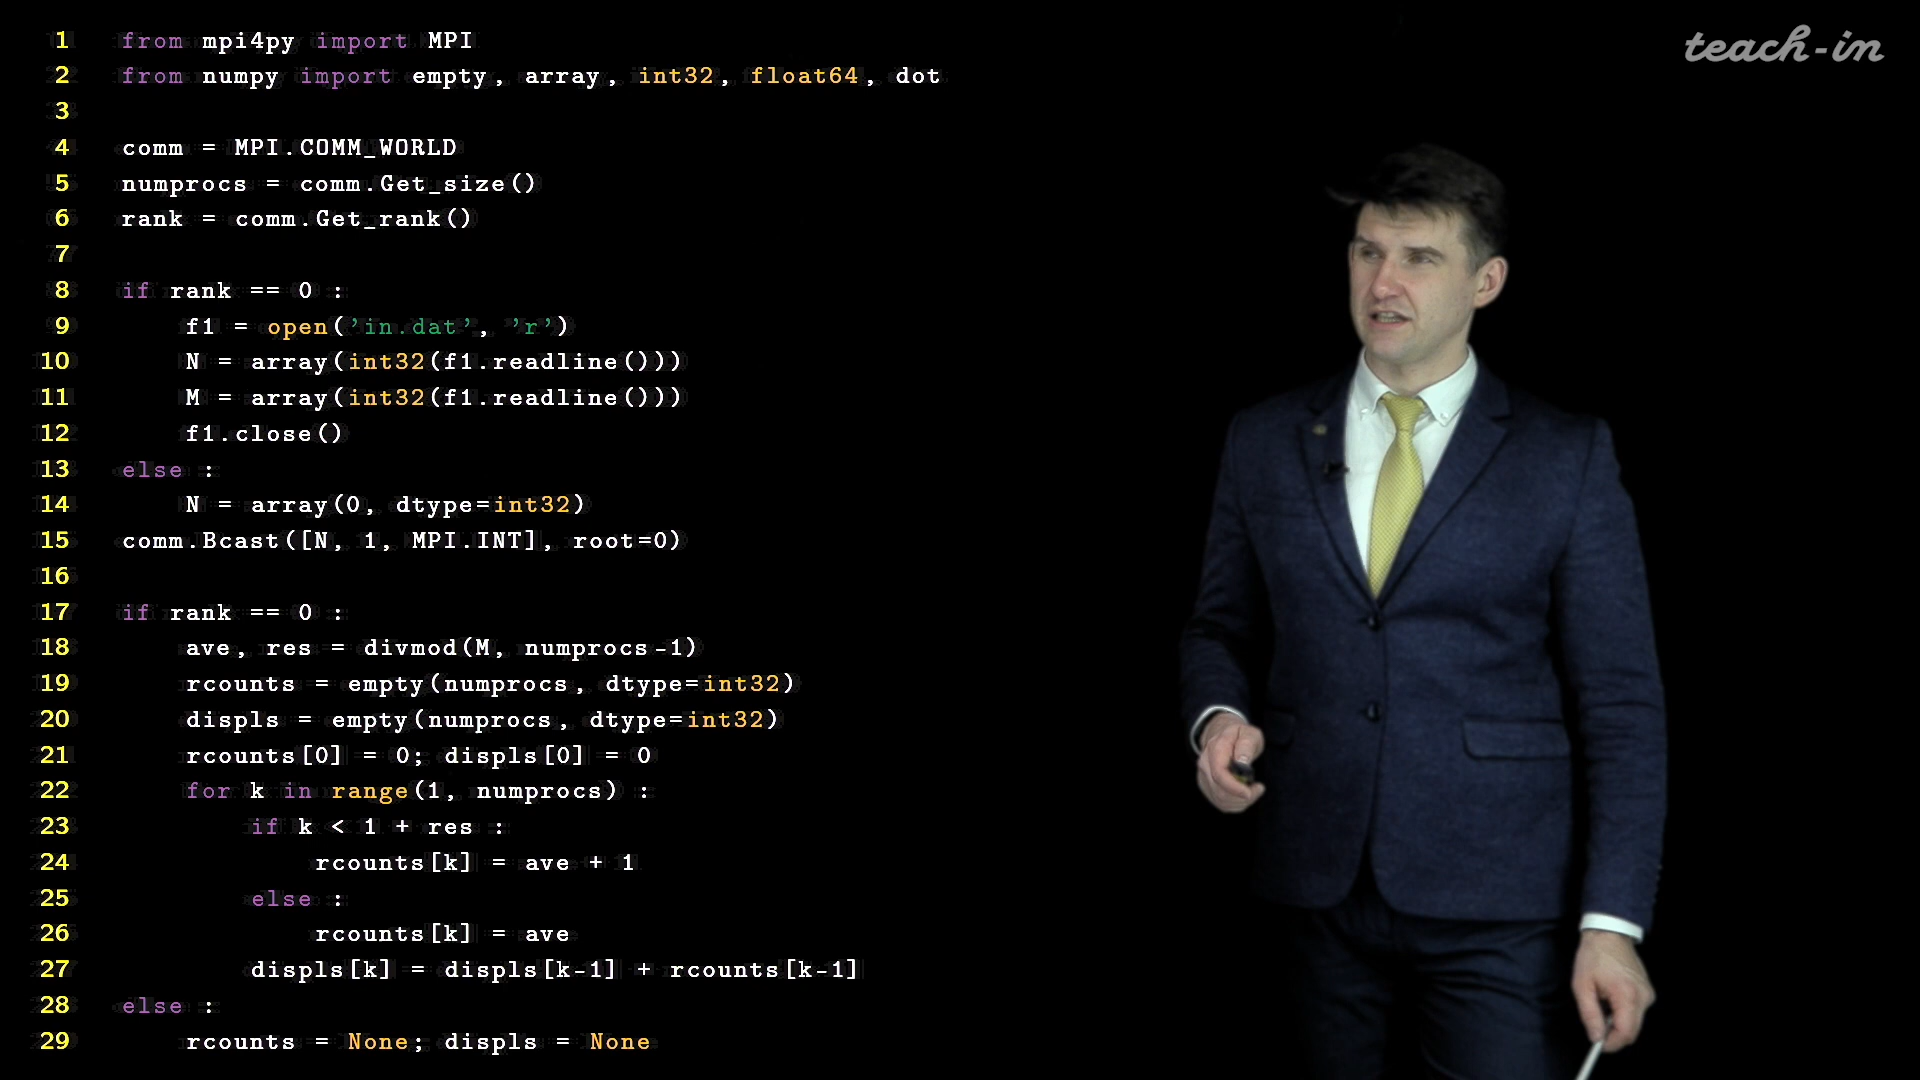 teach-in
1 from mpi4py import MPI
2 from numpy import empty, array, int32, float64, dot
3
4 comm = MPI.COMM_WORLD
5 numprocs = comm.Get_size()
6 rank = comm.Get_rank()
7
8 if rank == 0 :
9     f1 = open('in.dat', 'r')
10     N = array(int32(f1.readline()))
11     M = array(int32(f1.readline()))
12     f1.close()
13 else :
14     N = array(0, dtype=int32)
15 comm.Bcast([N, 1, MPI.INT], root=0)
16
17 if rank == 0 :
18     ave, res = divmod(M, numprocs-1)
19     rcounts = empty(numprocs, dtype=int32)
20     displs = empty(numprocs, dtype=int32)
21     rcounts[0] = 0; displs[0] = 0
22     for k in range(1, numprocs) :
23         if k < 1 + res :
24             rcounts[k] = ave + 1
25         else :
26             rcounts[k] = ave
27         displs[k] = displs[k-1] + rcounts[k-1]
28 else :
29     rcounts = None; displs = None